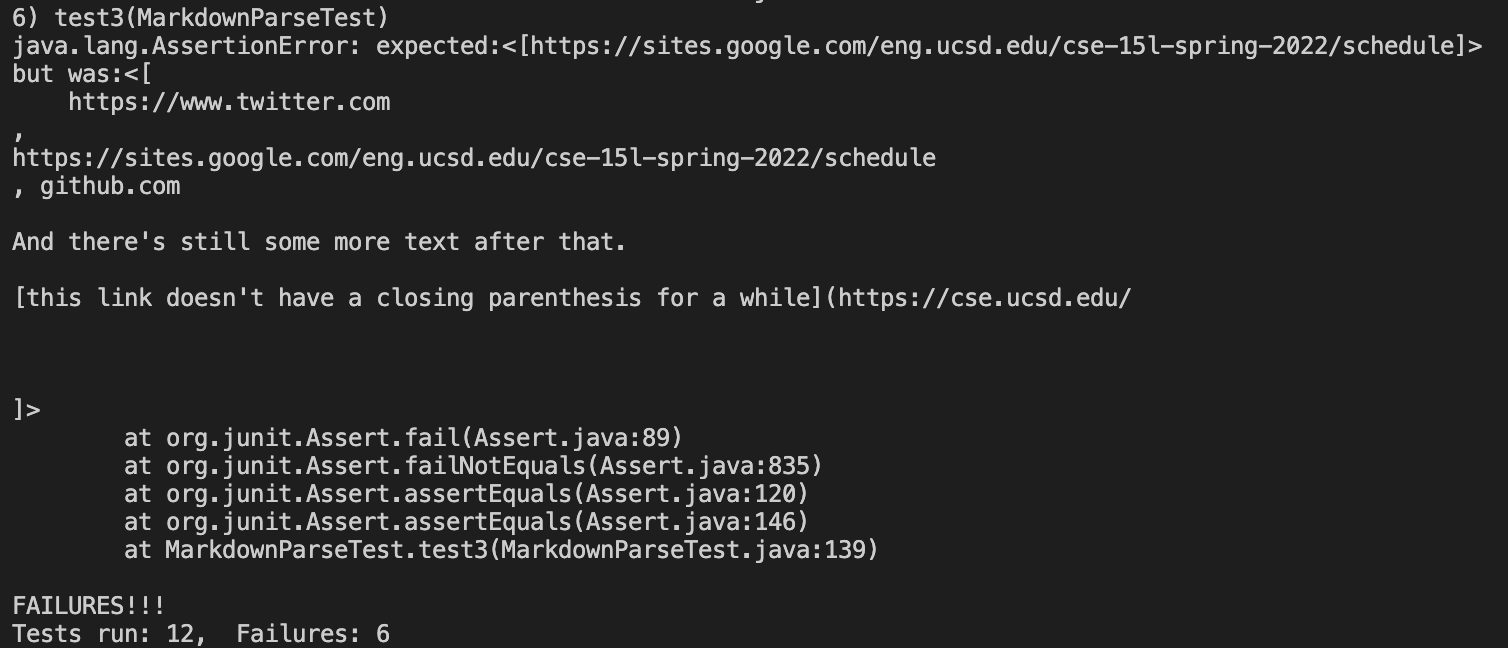 6) test3(MarkdownParseTest)
java.lang.AssertionError: expected:<[https://sites.google.com/eng.ucsd.edu/cse-15l-spring-2022/schedule]>
but was:<[
    https://www.twitter.com
,
https://sites.google.com/eng.ucsd.edu/cse-15l-spring-2022/schedule
, github.com

And there's still some more text after that.

[this link doesn't have a closing parenthesis for a while](https://cse.ucsd.edu/



]>
        at org.junit.Assert.fail(Assert.java:89)
        at org.junit.Assert.failNotEquals(Assert.java:835)
        at org.junit.Assert.assertEquals(Assert.java:120)
        at org.junit.Assert.assertEquals(Assert.java:146)
        at MarkdownParseTest.test3(MarkdownParseTest.java:139)

FAILURES!!!
Tests run: 12,  Failures: 6